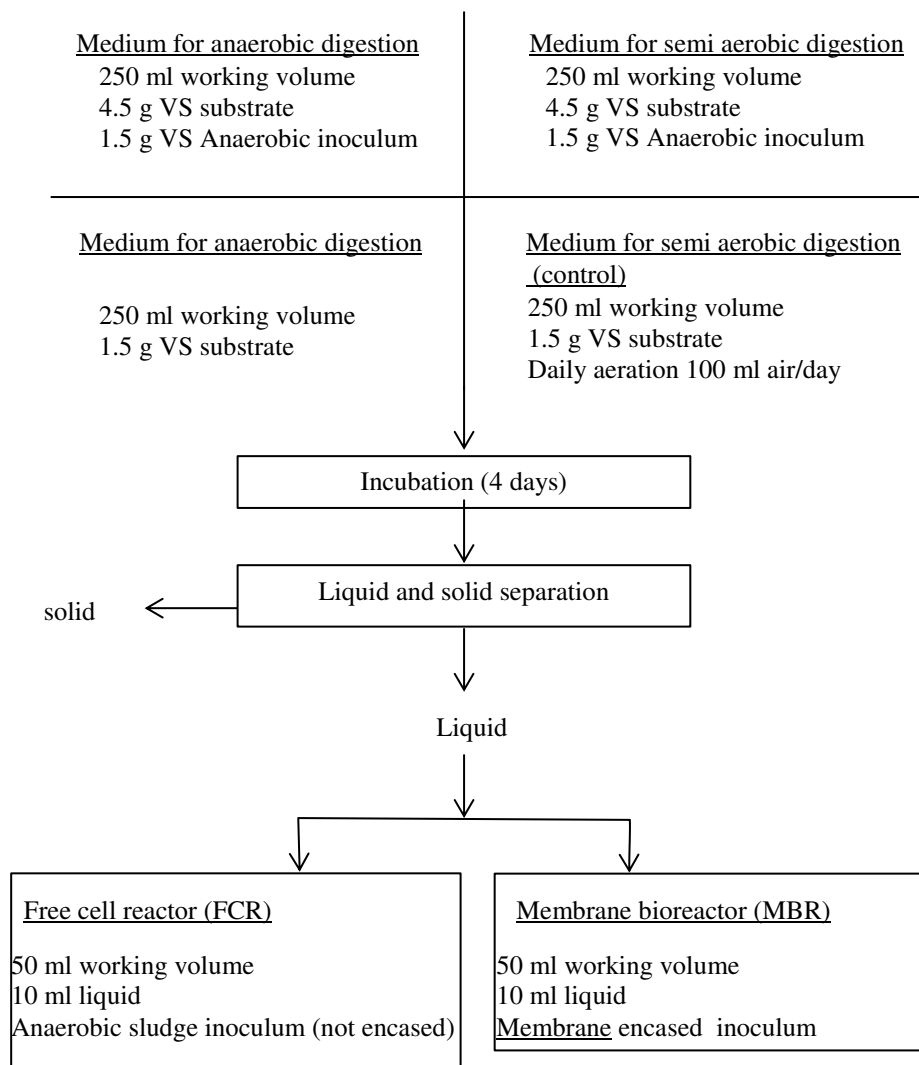 Medium for anaerobic digestion
250 ml working volume
4.5 g VS substrate
1.5 g VS Anaerobic inoculum
Medium for semi aerobic digestion
250 ml working volume
4.5 g VS substrate
1.5 g VS Anaerobic inoculum
Medium for anaerobic digestion
250 ml working volume
1.5 g VS substrate
Medium for semi aerobic digestion
(control)
250 ml working volume
1.5 g VS substrate
Daily aeration 100 ml air/day
Incubation (4 days)
Liquid and solid separation
solid
Liquid
Free cell reactor (FCR)
50 ml working volume
10 ml liquid
Anaerobic sludge inoculum (not encased)
Membrane bioreactor (MBR)
50 ml working volume
10 ml liquid
Membrane encased inoculum